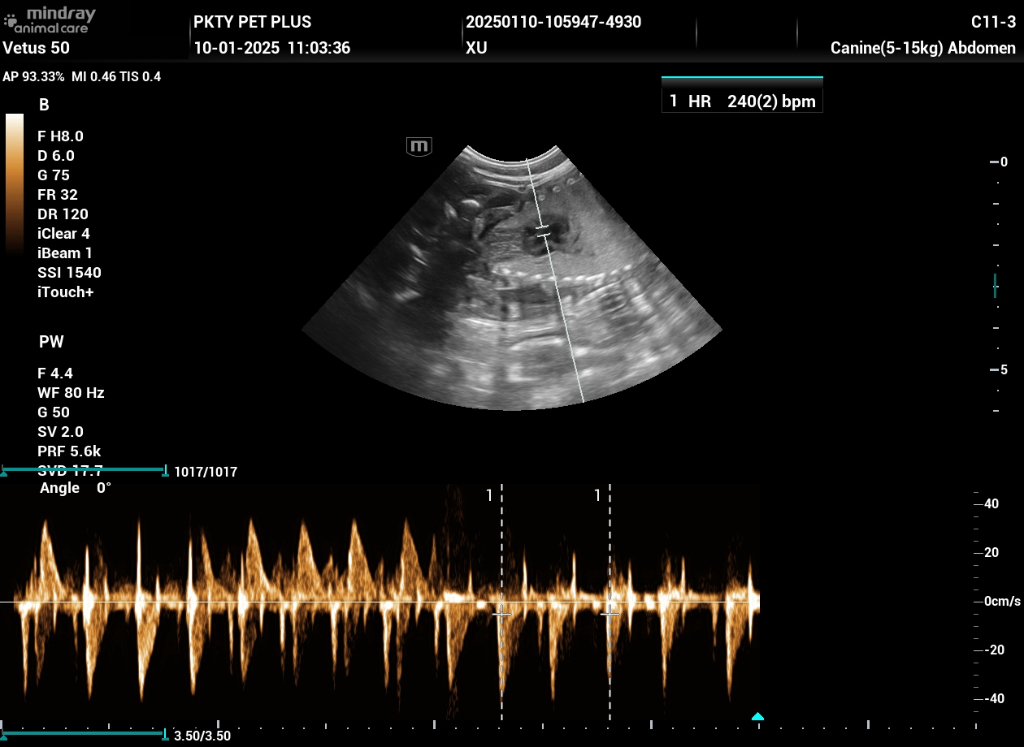 mindray
animalcare
PKTY PET PLUS
20250110-105947-4930
C11-3
Vetus 50
10-01-2025 11:03:36
XU
Canine(5-15kg) Abdomen
AP 93.33% MI 0.46 TIS 0.4
B
1 HR 240(2) bpm
F H8.0
D 6.0
G 75
FR 32
DR 120
iClear 4
iBeam 1
SSI 1540
iTouch+
m
0
5
PW
F 4.4
WF 80 Hz
G 50
SV 2.0
PRF 5.6k
SVD 17.7
1017/1017
Angle 0°
1
1
40
20
0cm/s
-20
-40
3.50/3.50